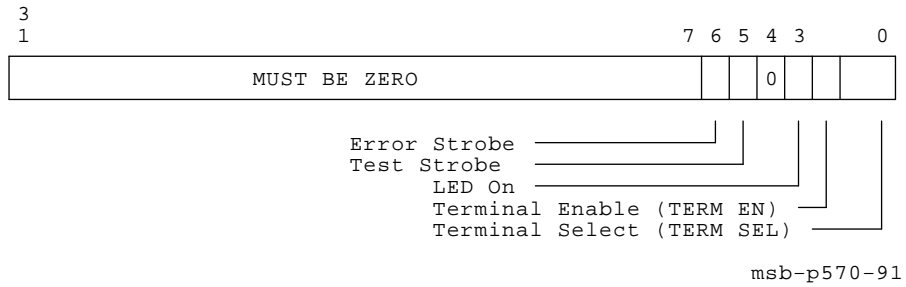 3
1 7 6 5 4 3 0
MUST BE ZERO 0
Error Strobe
Test Strobe
LED On
Terminal Enable (TERM EN)
Terminal Select (TERM SEL)
msb-p570-91